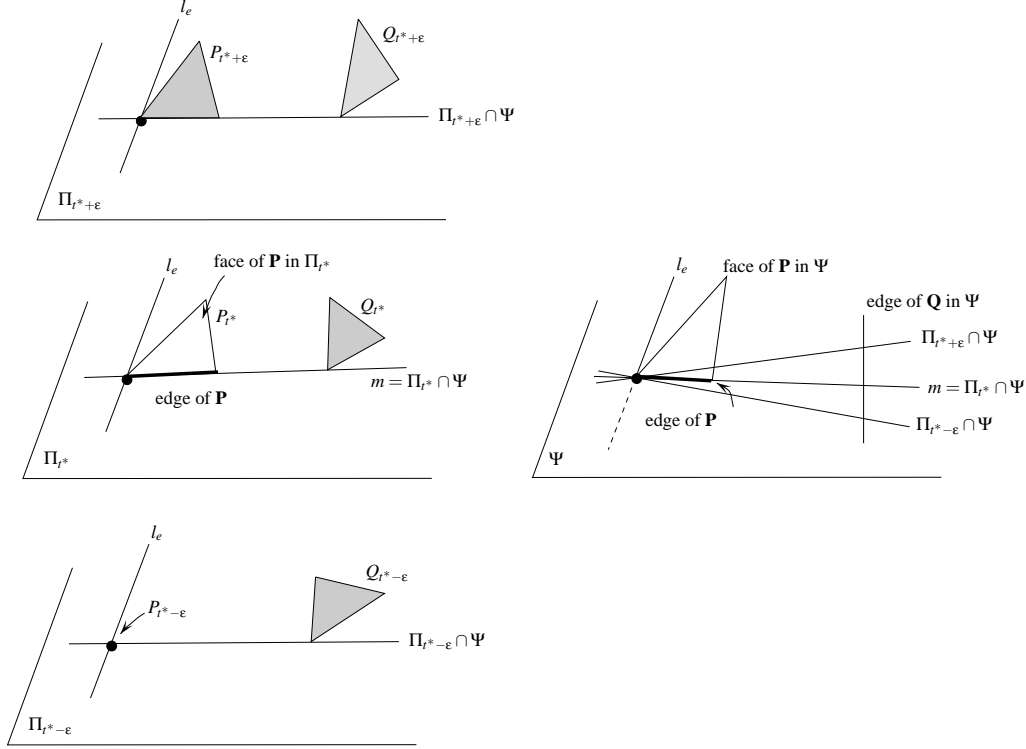 l_e
P_{t*+ε}
Q_{t*+ε}
Π_{t*+ε} ∩ Ψ
Π_{t*+ε}
l_e
face of P in Π_{t*}
P_{t*}
Q_{t*}
m = Π_{t*} ∩ Ψ
edge of P
Π_{t*}
l_e
face of P in Ψ
edge of Q in Ψ
Π_{t*+ε} ∩ Ψ
m = Π_{t*} ∩ Ψ
Π_{t*−ε} ∩ Ψ
edge of P
Ψ
l_e
P_{t*−ε}
Q_{t*−ε}
Π_{t*−ε} ∩ Ψ
Π_{t*−ε}